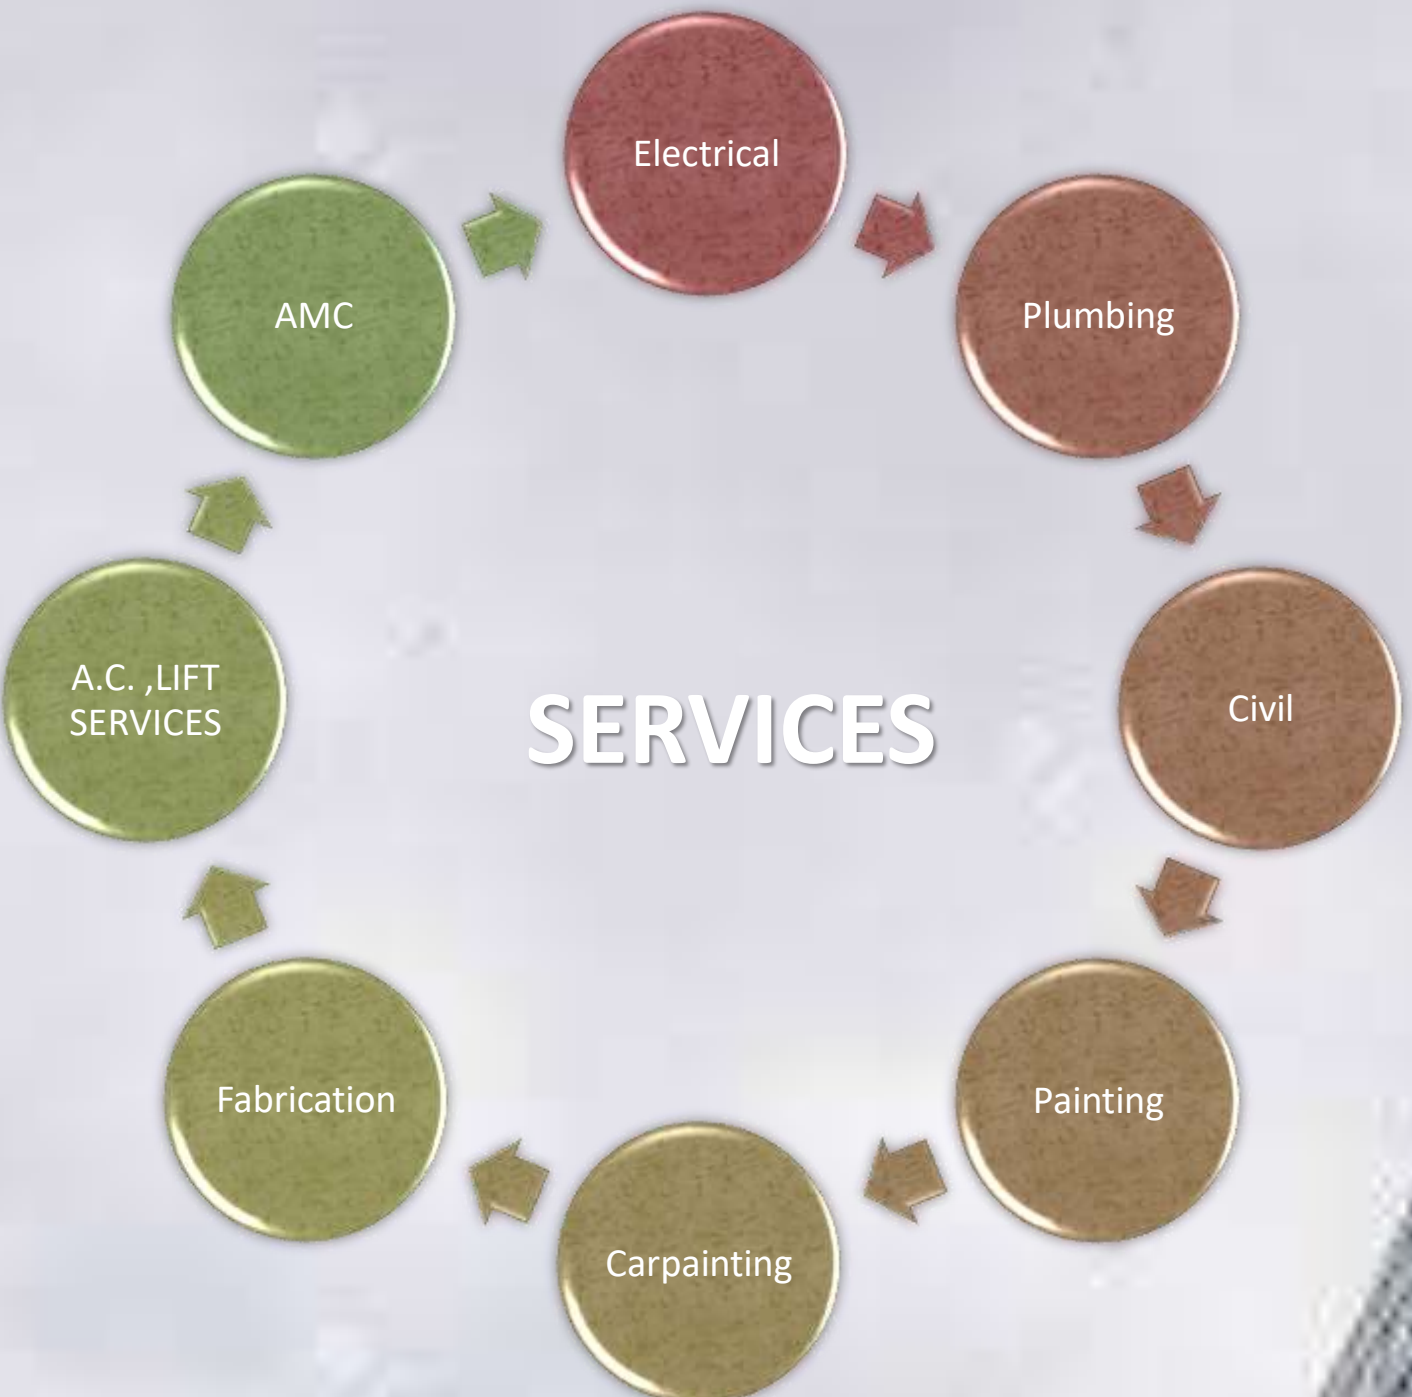 Electrical
Plumbing
Civil
Painting
Carpainting
Fabrication
A.C. ,LIFT
SERVICES
AMC
SERVICES